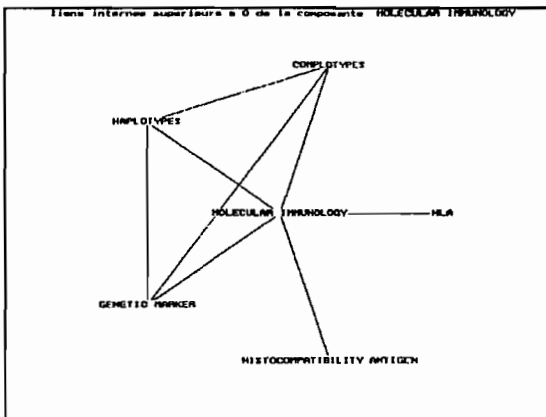 liens internes superieurs a 0 de la composante MOLECULAR IMMUNOLOGY
COMPLOTYPES
HAPLOTYPES
MOLECULAR IMMUNOLOGY
HLA
GENETIC MARKER
HISTOCOMPATIBILITY ANTIGEN